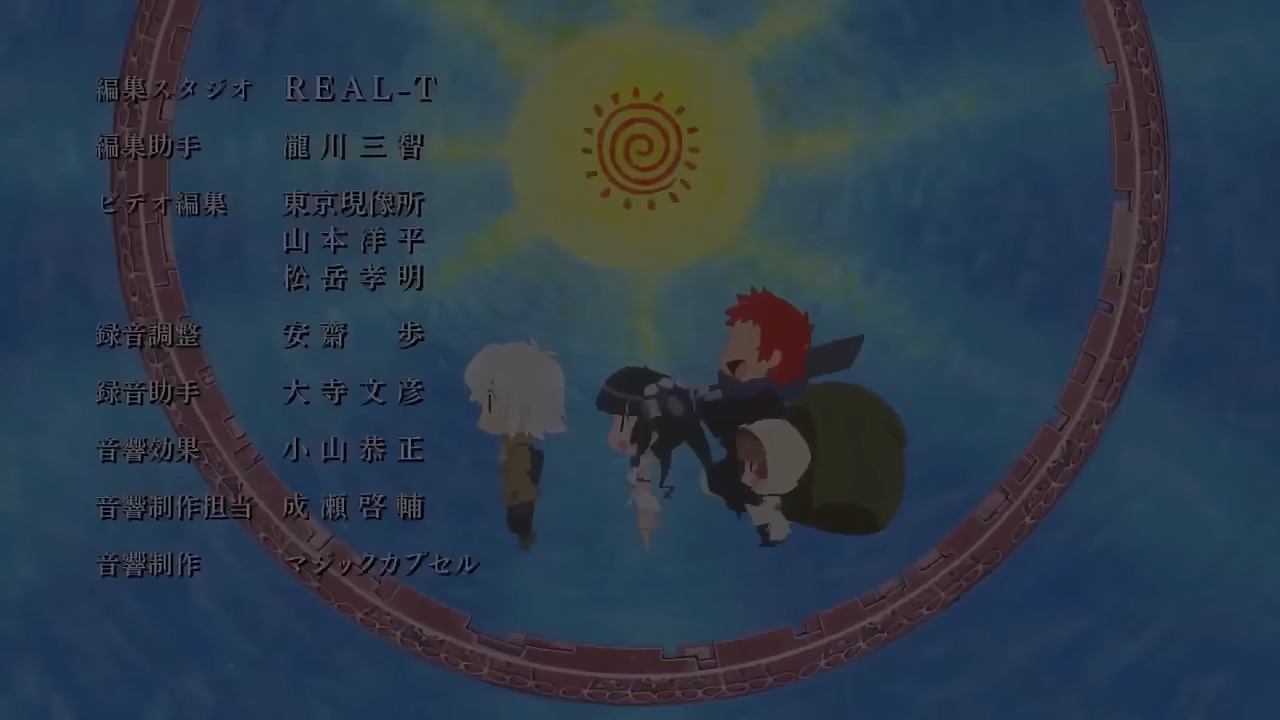 編集スタジオ REAL-T
編集助手 瀧川三智
ビデオ編集 東京現像所
山本洋平
松岳孝明
録音調整 安齋 歩
録音助手 大寺文彦
音響効果 小山恭正
音響制作担当 成瀬啓輔
音響制作 マジックカプセル